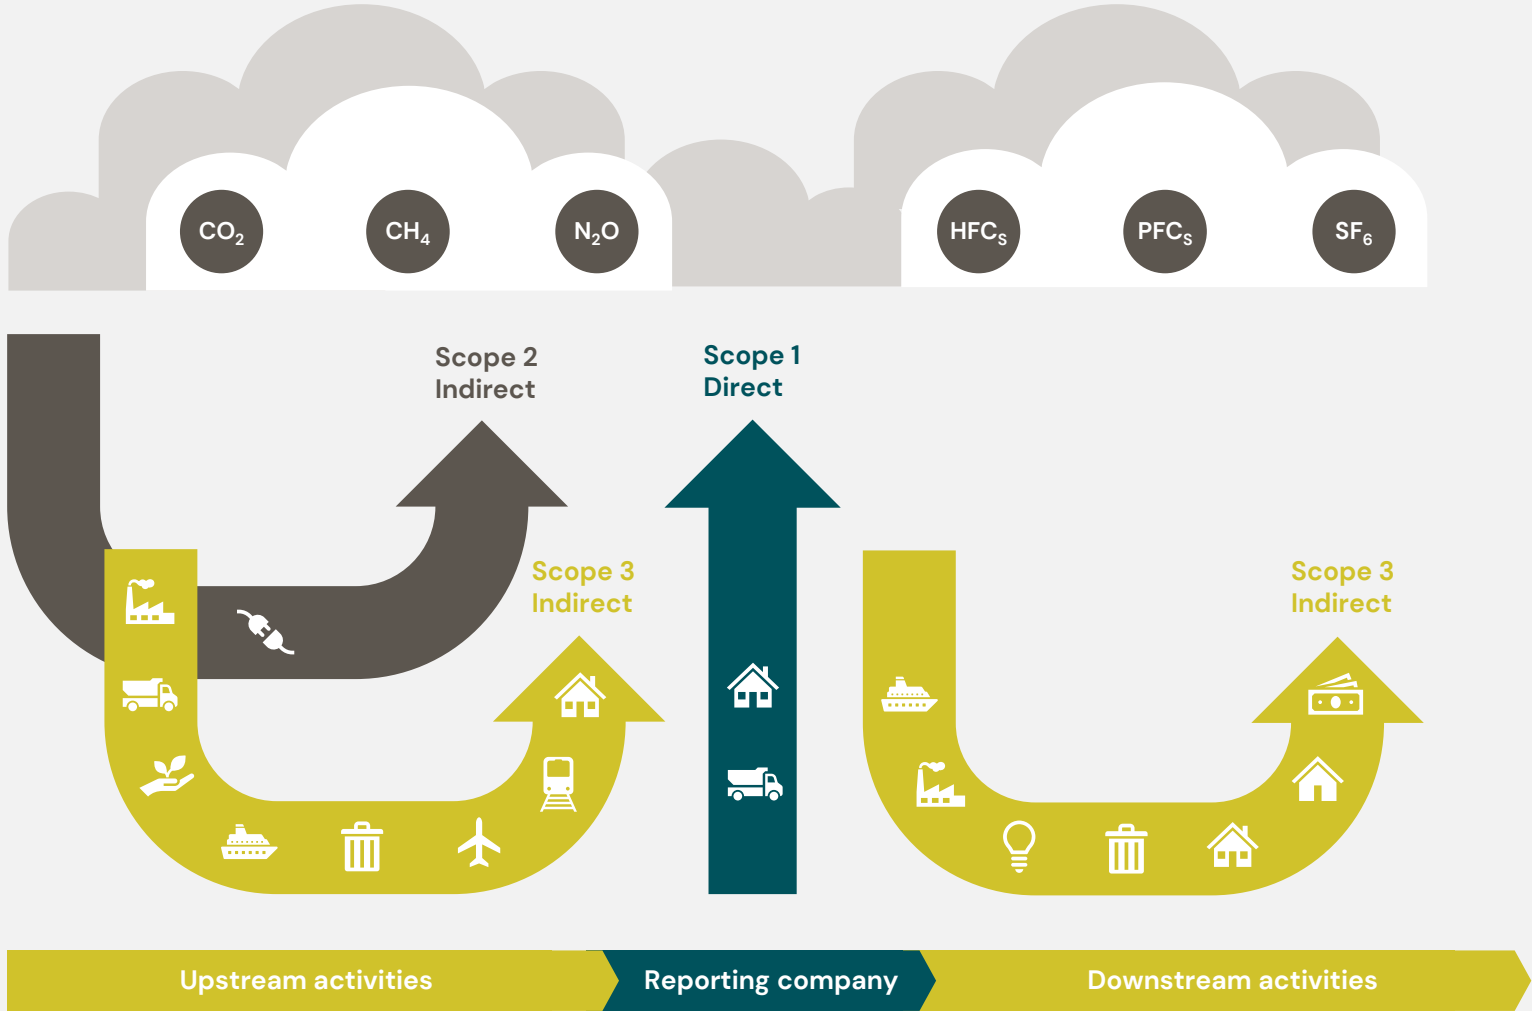 CO₂
CH₄
N₂O
HFCₛ
PFCₛ
SF₆
Scope 2
Indirect
Scope 1
Direct
Scope 3
Indirect
Scope 3
Indirect
Upstream activities
Reporting company
Downstream activities